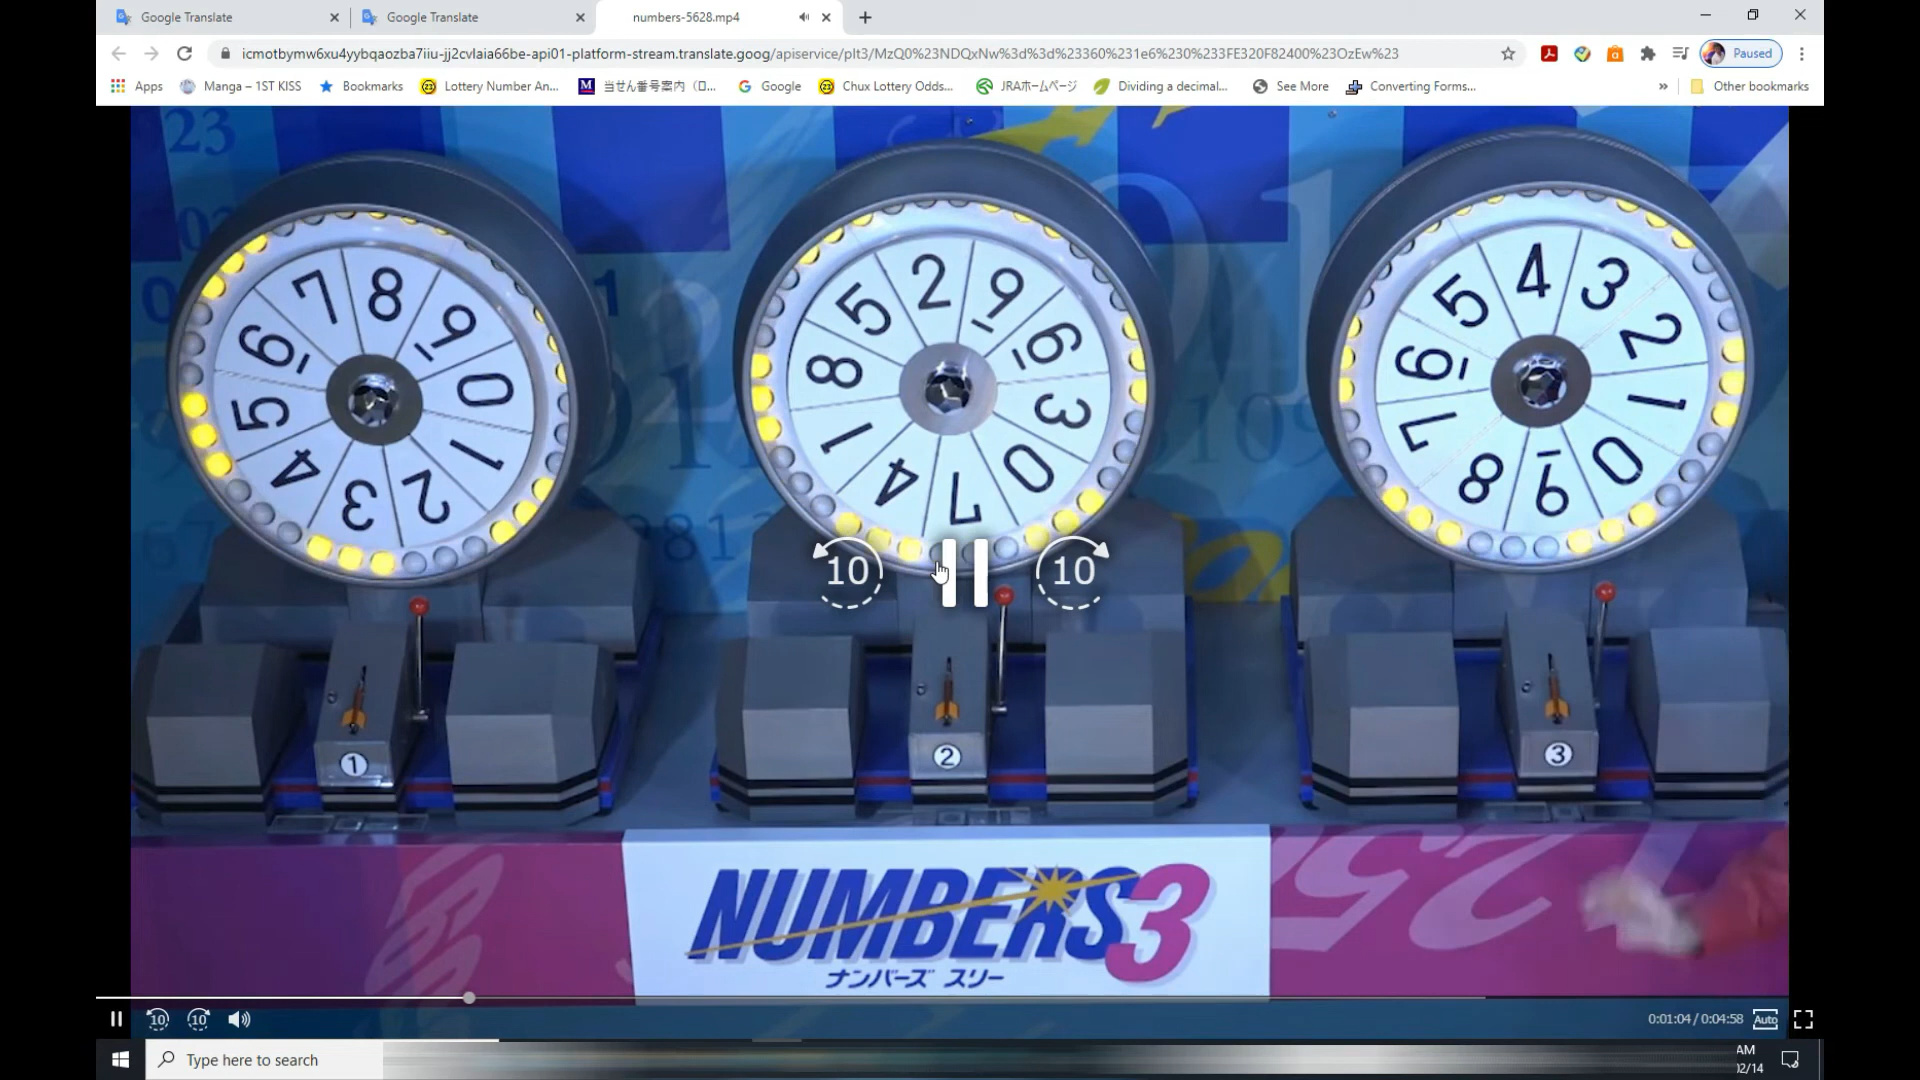 Google Translate
Google Translate
numbers-5628.mp4
icmotbymw6xu4yybqaozba7iiu-jj2cvlaia66be-api01-platform-stream.translate.goog/apiservice/plt3/MzQ0%23NDQxNw%3d%3d%23360%231e6%230%233FE320F82400%23OzEw%23
Paused
Apps
Manga – 1ST KISS
Bookmarks
Lottery Number An...
当せん番号案内（ロ...
Google
Chux Lottery Odds...
JRAホームページ
Dividing a decimal...
See More
Converting Forms...
»
Other bookmarks
23
7 8 9 0 1 2 3 4 5 6
2 9 6 3 0 7 4 1 8 5
4 3 2 1 0 9 8 7 6 5
10
10
1
2
3
NUMBERS3
ナンバーズ スリー
10
10
0:01:04 / 0:04:58
Auto
Type here to search
AM
02/14